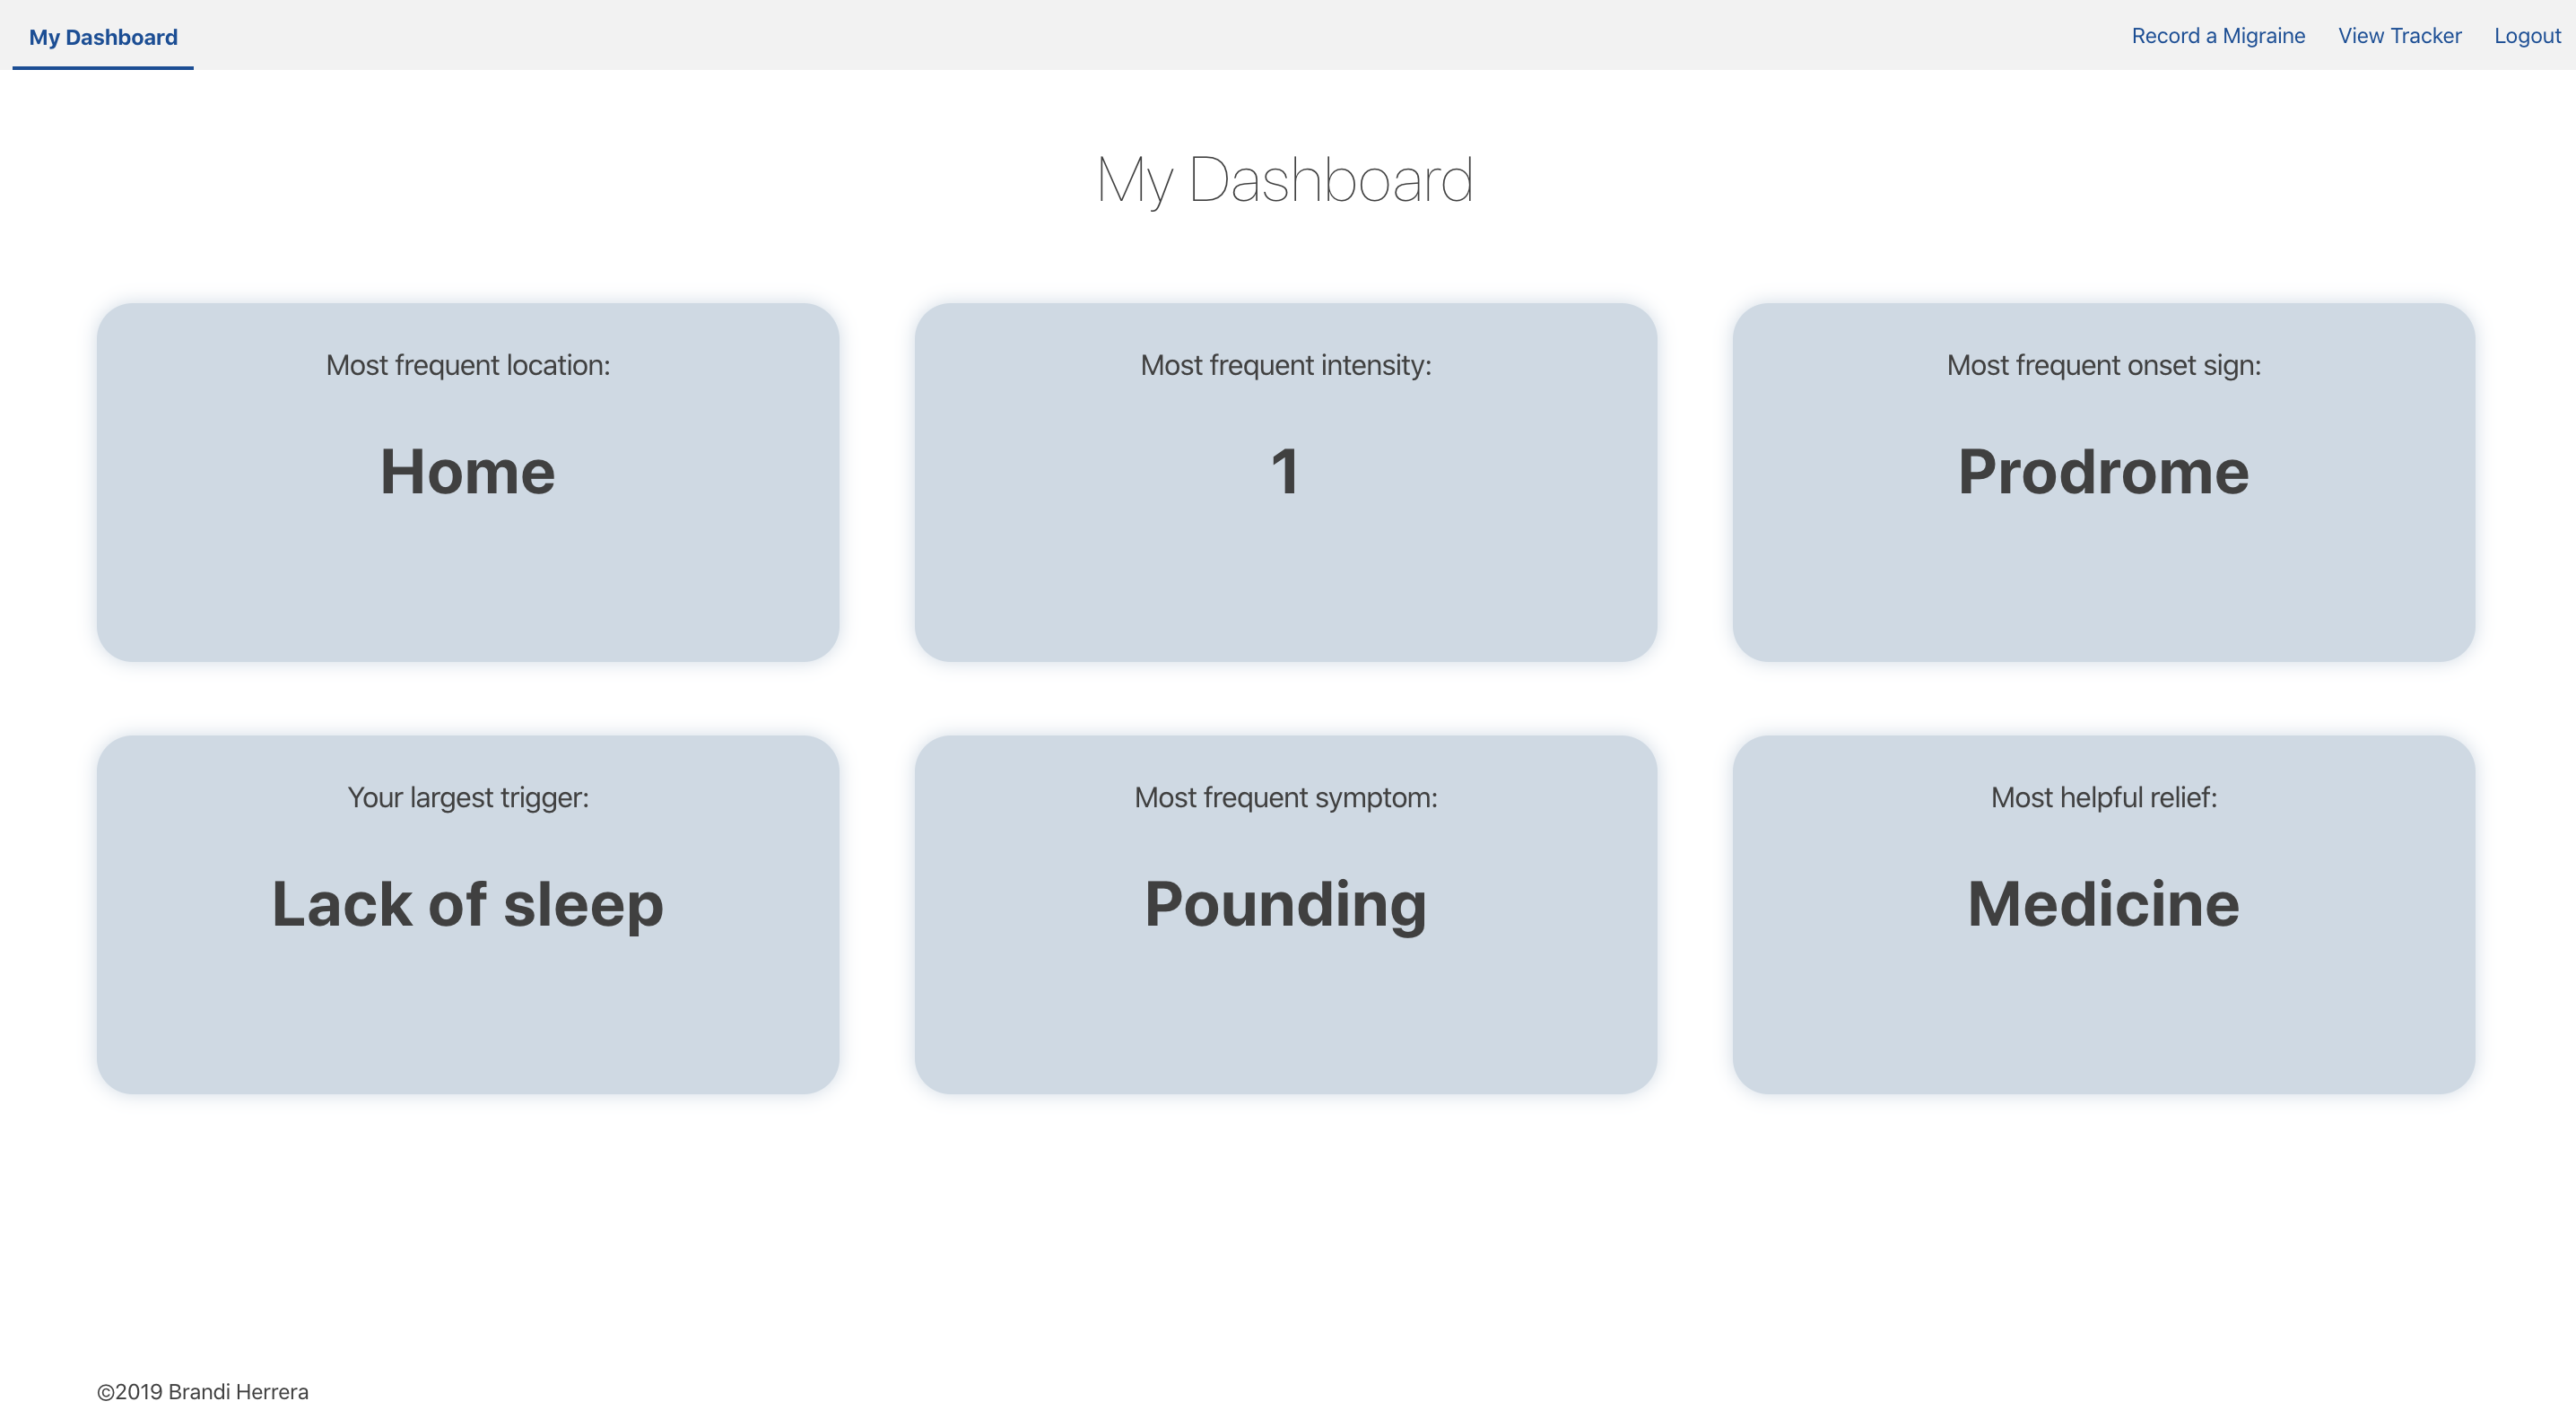 My Dashboard
Record a Migraine
View Tracker
Logout
My Dashboard
Most frequent location:
Home
Most frequent intensity:
1
Most frequent onset sign:
Prodrome
Your largest trigger:
Lack of sleep
Most frequent symptom:
Pounding
Most helpful relief:
Medicine
©2019 Brandi Herrera